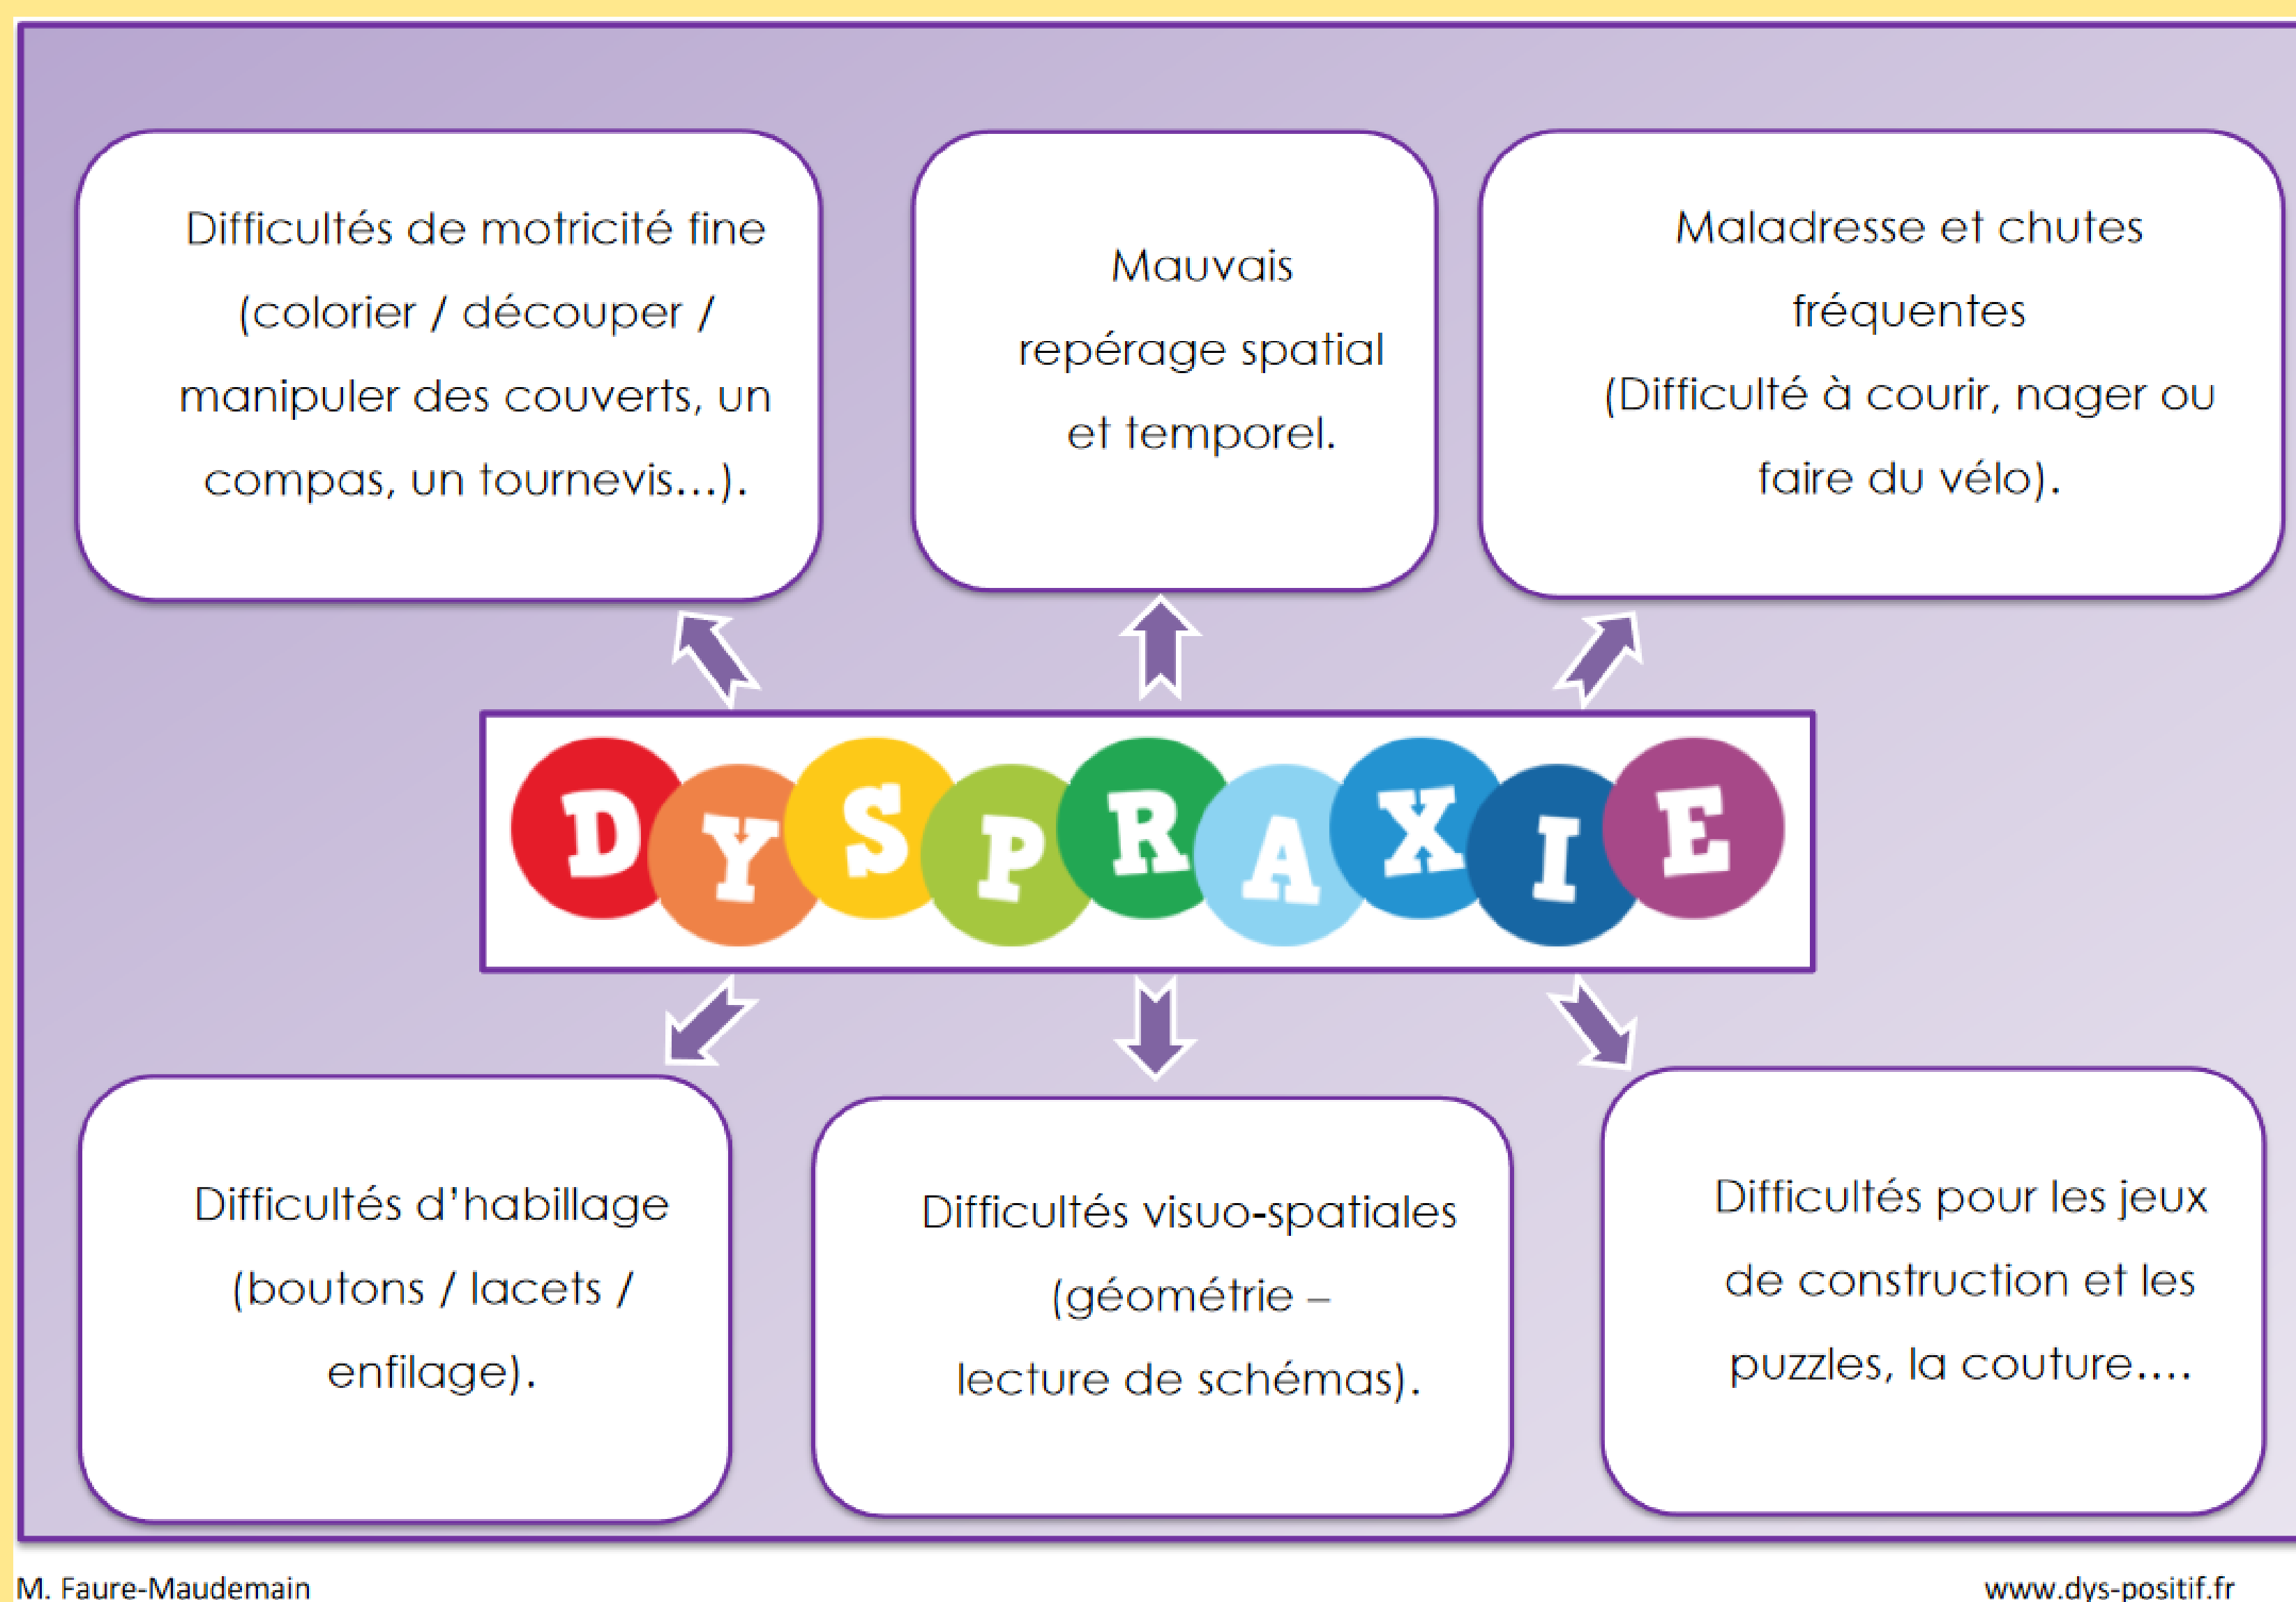 Difficultés de motricité fine
(colorier / découper /
manipuler des couverts, un
compas, un tournevis...).
Mauvais
repérage spatial
et temporel.
Maladresse et chutes
fréquentes
(Difficulté à courir, nager ou
faire du vélo).
DYSPRAXIE
Difficultés d'habillage
(boutons / lacets /
enfilage).
Difficultés visuo-spatiales
(géométrie –
lecture de schémas).
Difficultés pour les jeux
de construction et les
puzzles, la couture....
M. Faure-Maudemain
www.dys-positif.fr